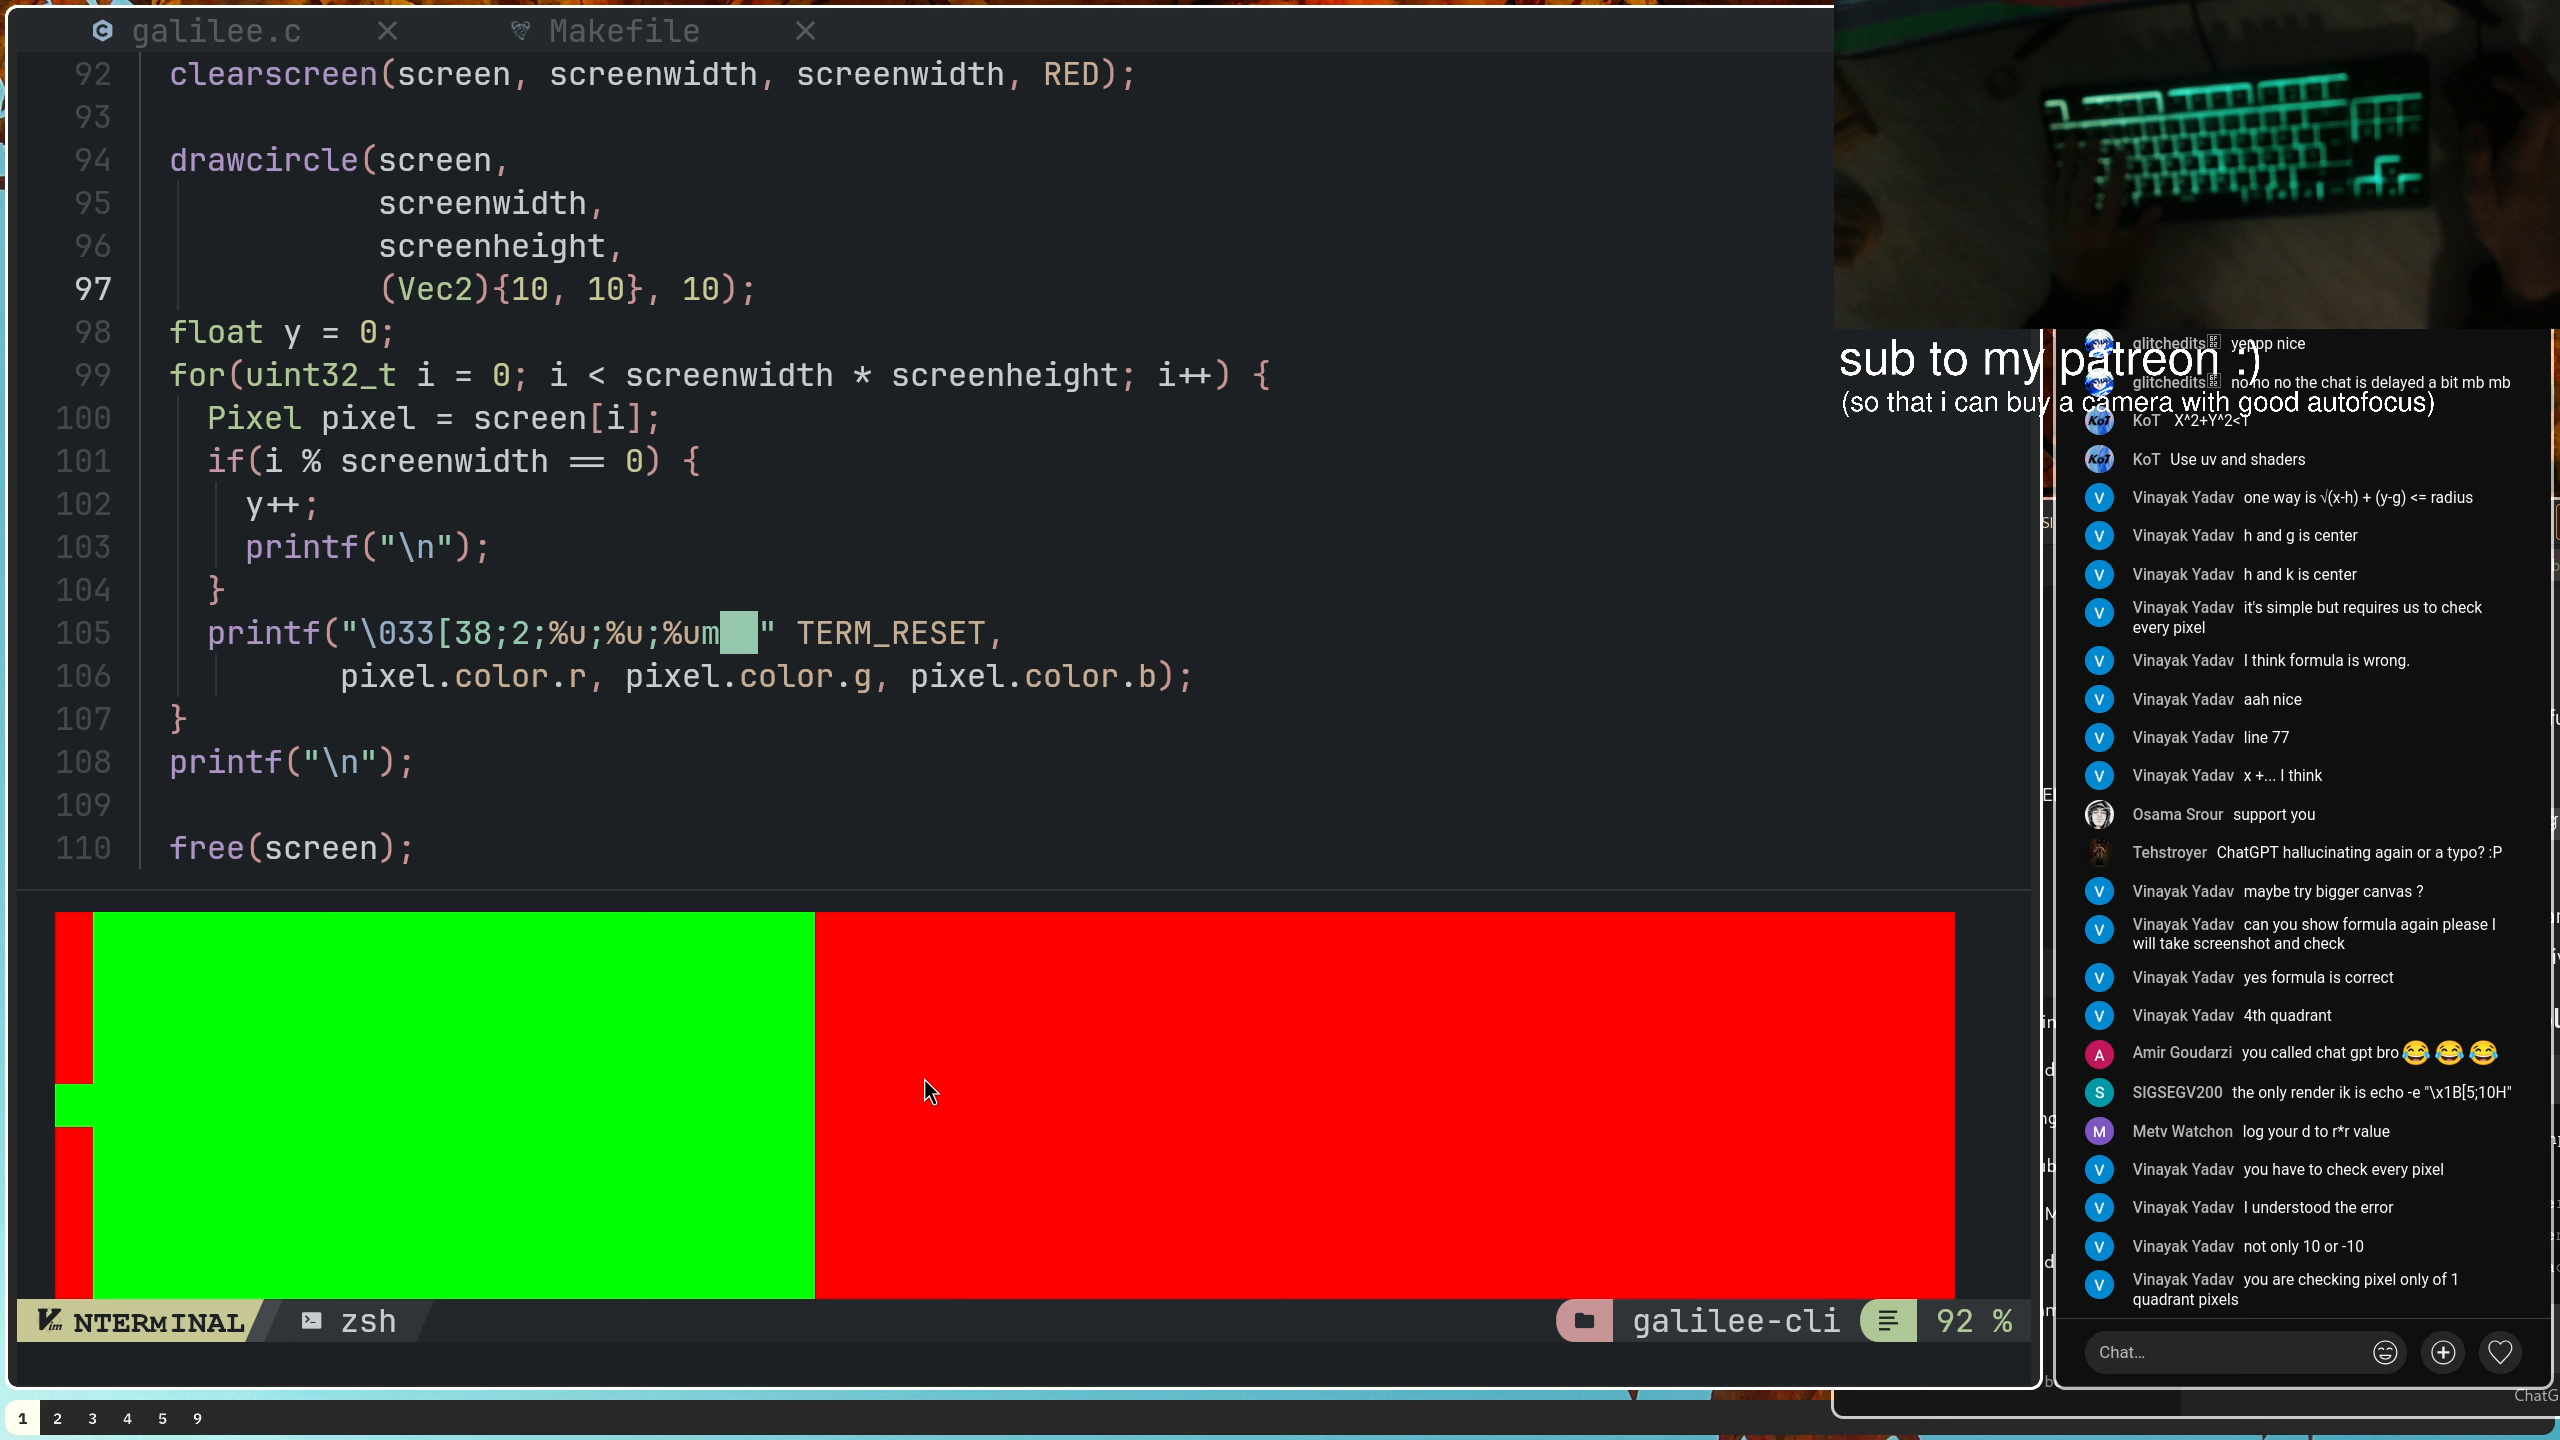 galilee.c
Makefile
92 clearscreen(screen, screenwidth, screenwidth, RED);
93
94 drawcircle(screen,
95 screenwidth,
96 screenheight,
97 (Vec2){10, 10}, 10);
98 float y = 0;
99 for(uint32_t i = 0; i < screenwidth * screenheight; i++) {
100 Pixel pixel = screen[i];
101 if(i % screenwidth == 0) {
102 y++;
103 printf("\n");
104 }
105 printf("\033[38;2;%u;%u;%um██" TERM_RESET,
106 pixel.color.r, pixel.color.g, pixel.color.b);
107 }
108 printf("\n");
109
110 free(screen);
NTERMINAL
zsh
galilee-cli
92 %
1 2 3 4 5 9
sub to my patreon :)
(so that i can buy a camera with good autofocus)
glitchedits yeppp nice
glitchedits no no no the chat is delayed a bit mb mb
KoT X^2+Y^2<1
KoT Use uv and shaders
Vinayak Yadav one way is √(x-h) + (y-g) <= radius
Vinayak Yadav h and g is center
Vinayak Yadav h and k is center
Vinayak Yadav it's simple but requires us to check
every pixel
Vinayak Yadav I think formula is wrong.
Vinayak Yadav aah nice
Vinayak Yadav line 77
Vinayak Yadav x +... I think
Osama Srour support you
Tehstroyer ChatGPT hallucinating again or a typo? :P
Vinayak Yadav maybe try bigger canvas ?
Vinayak Yadav can you show formula again please I
will take screenshot and check
Vinayak Yadav yes formula is correct
Vinayak Yadav 4th quadrant
Amir Goudarzi you called chat gpt bro😂😂😂
SIGSEGV200 the only render ik is echo -e "\x1B[5;10H"
Metv Watchon log your d to r*r value
Vinayak Yadav you have to check every pixel
Vinayak Yadav I understood the error
Vinayak Yadav not only 10 or -10
Vinayak Yadav you are checking pixel only of 1
quadrant pixels
Chat...
ChatG